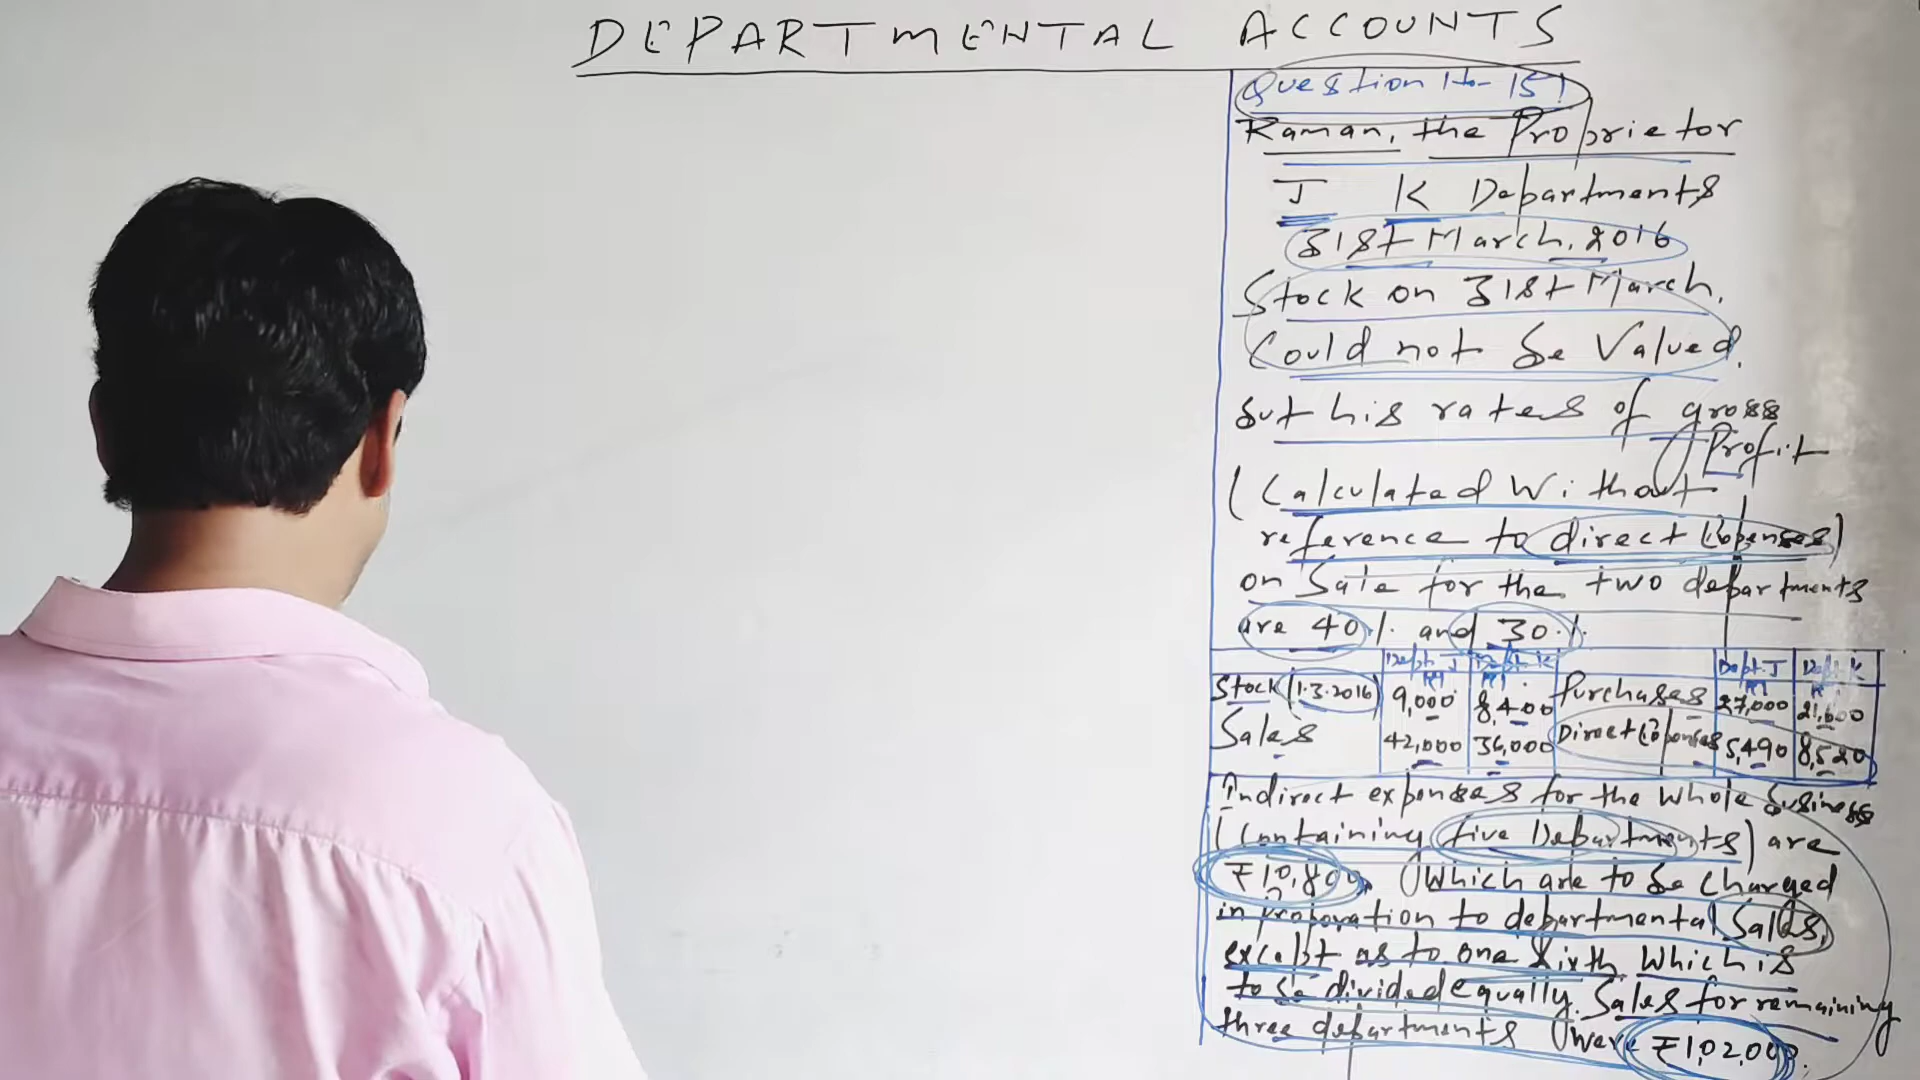 DEPARTMENTAL ACCOUNTS
Question No-151
Raman, the Proprietor
J K Departments
31st March, 2016
Stock on 31st March,
Could not be Valued.
but his rates of gross
Profit
(Calculated Without
reference to direct Expenses)
on Sale for the two departments
are 40% and 30%.
Dept. J Dept. K Dept. J Dept. K
Stock (1.3.2016) 9,000 8,400 Purchases 27,000 21,600
Sales 42,000 36,000 Direct Expenses 5,490 8,520
Indirect expenses for the whole business
(Containing five Departments) are
₹10,800, Which are to be charged
in proporation to departmental Sales,
except as to one sixth which is
to be divided equally. Sales for remaining
three departments were ₹1,02,000.